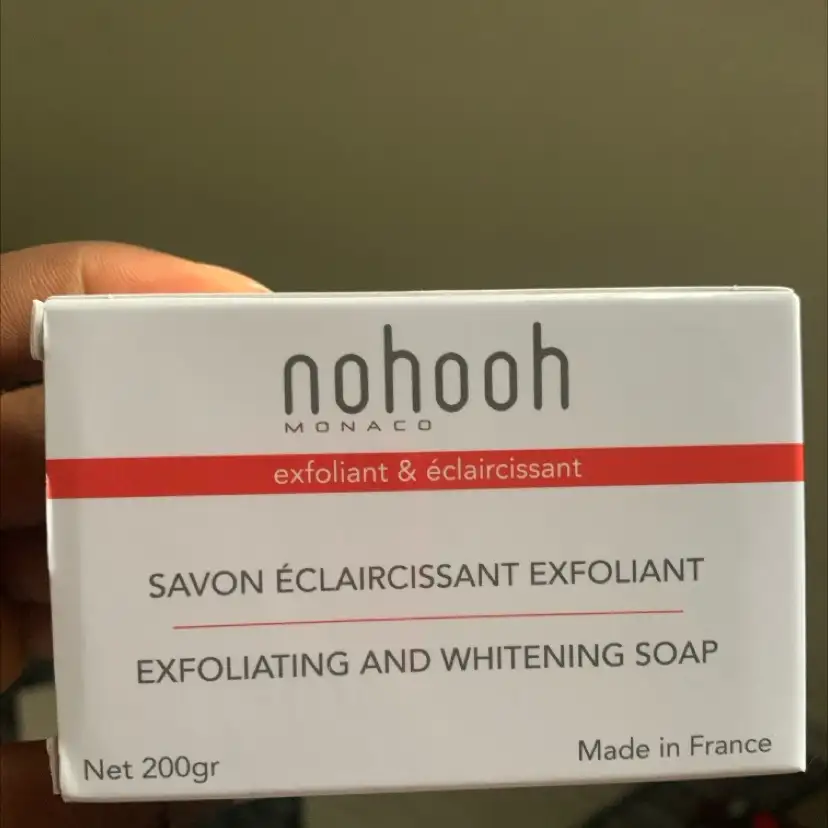 nohooh
MONACO
exfoliant & éclaircissant
SAVON ÉCLAIRCISSANT EXFOLIANT
EXFOLIATING AND WHITENING SOAP
Net 200gr
Made in France